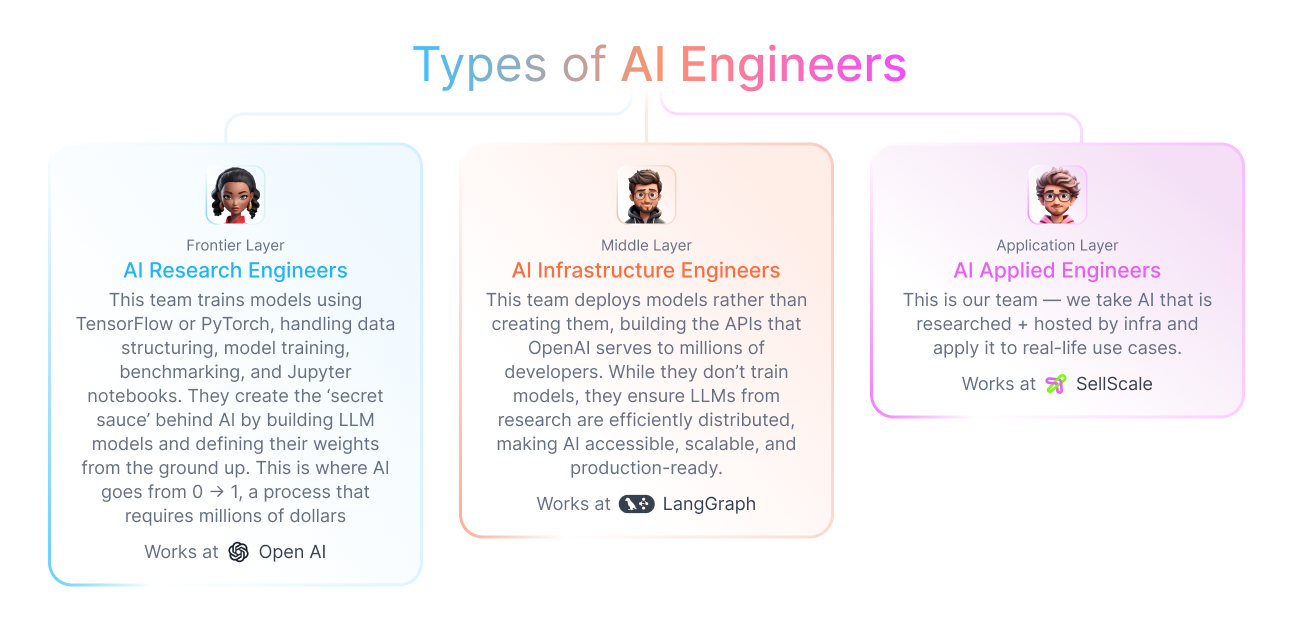 Types of AI Engineers
Frontier Layer
AI Research Engineers
This team trains models using
TensorFlow or PyTorch, handling data
structuring, model training,
benchmarking, and Jupyter
notebooks. They create the ‘secret
sauce’ behind AI by building LLM
models and defining their weights
from the ground up. This is where AI
goes from 0 → 1, a process that
requires millions of dollars
Works at Open AI
Middle Layer
AI Infrastructure Engineers
This team deploys models rather than
creating them, building the APIs that
OpenAI serves to millions of
developers. While they don’t train
models, they ensure LLMs from
research are efficiently distributed,
making AI accessible, scalable, and
production-ready.
Works at LangGraph
Application Layer
AI Applied Engineers
This is our team — we take AI that is
researched + hosted by infra and
apply it to real-life use cases.
Works at SellScale